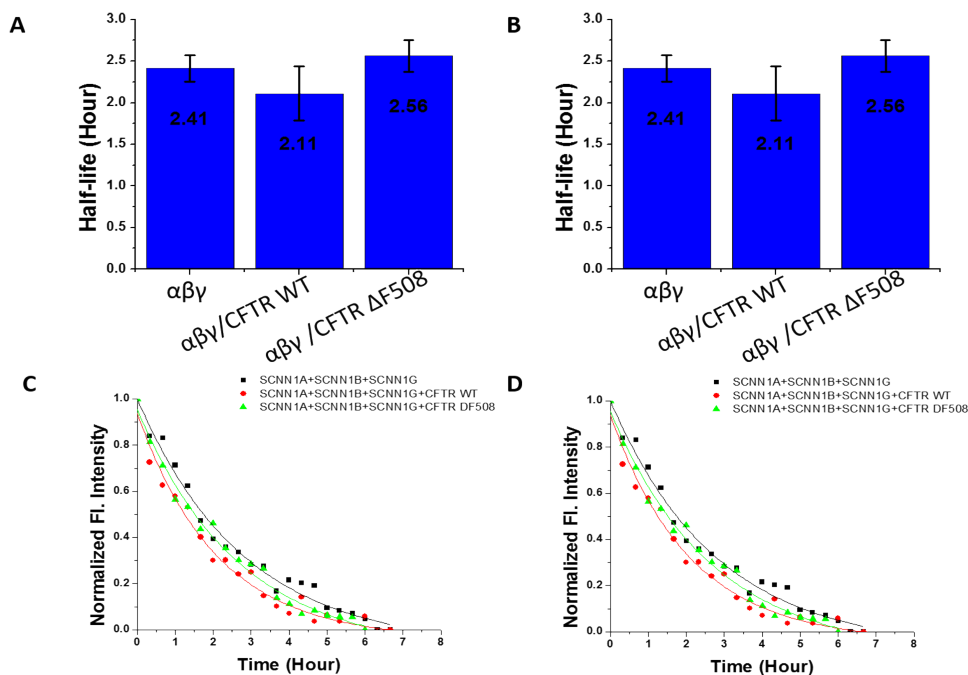 A
Half-life (Hour)
3.0
2.5
2.0
1.5
1.0
0.5
0.0
2.41
2.11
2.56
αβγ
αβγ/CFTR WT
αβγ /CFTR ΔF508
B
Half-life (Hour)
3.0
2.5
2.0
1.5
1.0
0.5
0.0
2.41
2.11
2.56
αβγ
αβγ/CFTR WT
αβγ /CFTR ΔF508
C
SCNN1A+SCNN1B+SCNN1G
SCNN1A+SCNN1B+SCNN1G+CFTR WT
SCNN1A+SCNN1B+SCNN1G+CFTR DF508
Normalized Fl. Intensity
1.0
0.8
0.6
0.4
0.2
0.0
0 1 2 3 4 5 6 7 8
Time (Hour)
D
SCNN1A+SCNN1B+SCNN1G
SCNN1A+SCNN1B+SCNN1G+CFTR WT
SCNN1A+SCNN1B+SCNN1G+CFTR DF508
Normalized Fl. Intensity
1.0
0.8
0.6
0.4
0.2
0.0
0 1 2 3 4 5 6 7 8
Time (Hour)